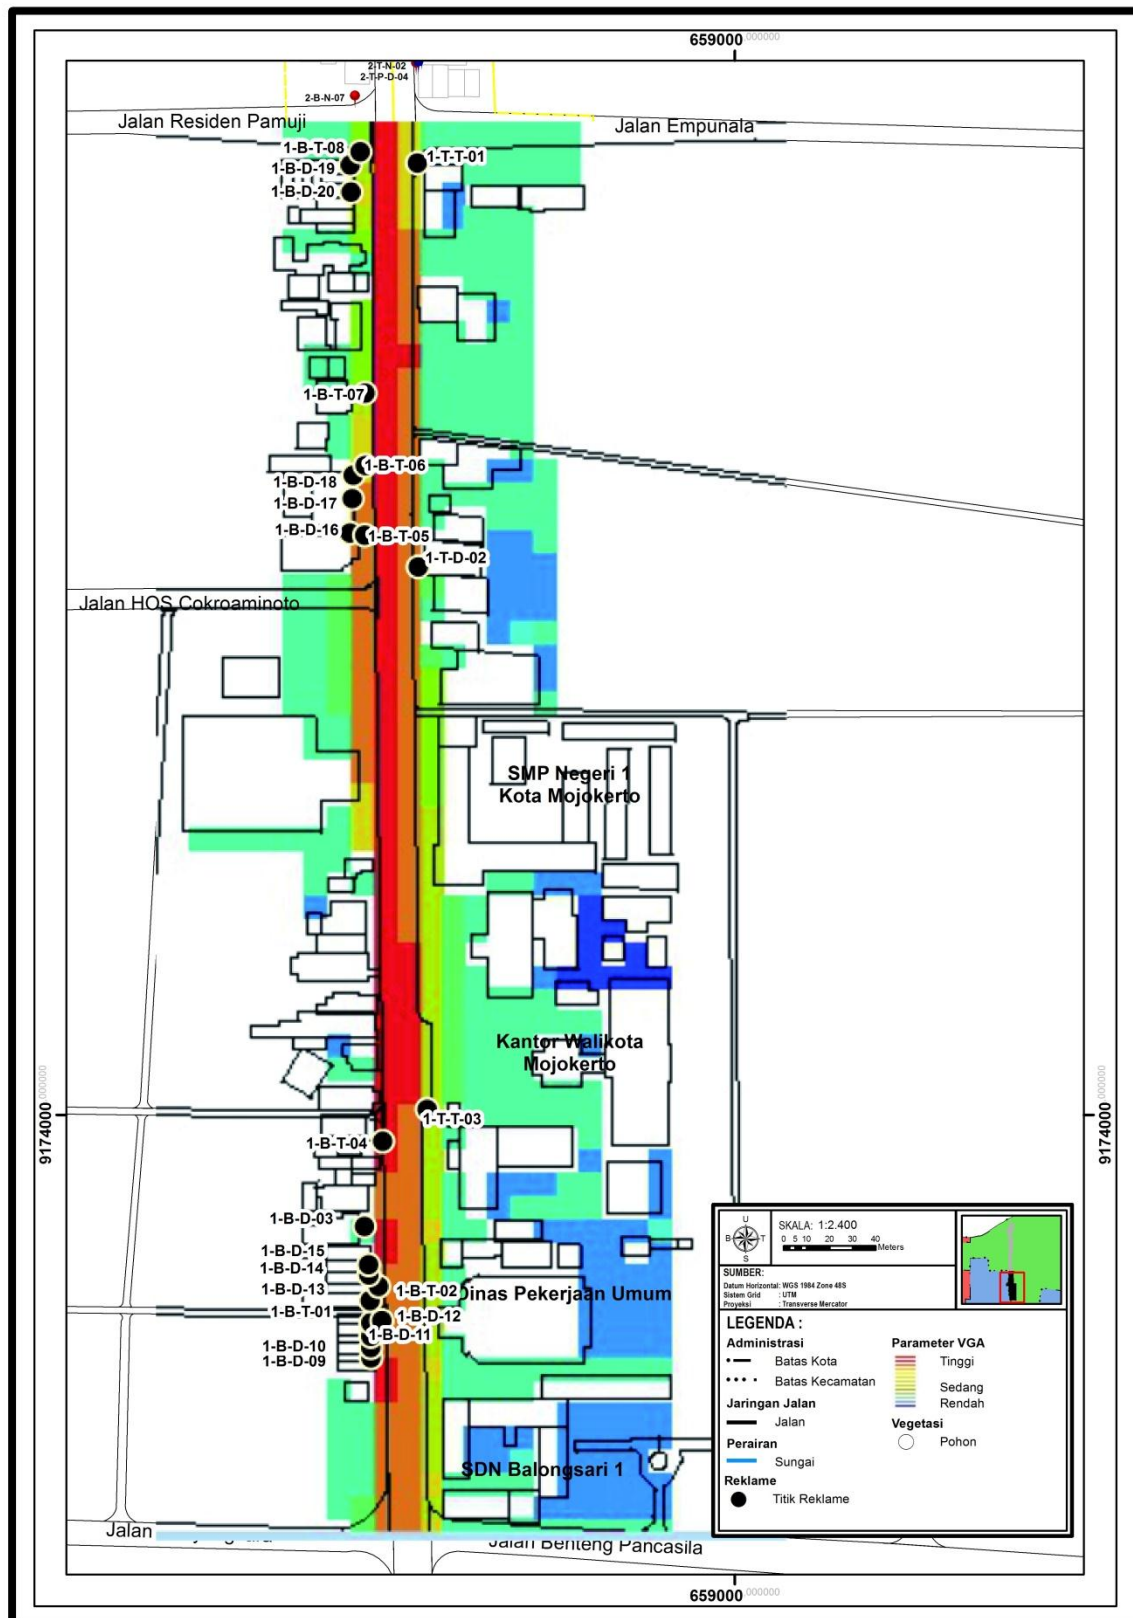 659000.000000
2-T-N-02
2-T-P-D-04
2-B-N-07
Jalan Residen Pamuji
Jalan Empunala
1-B-T-08
1-T-T-01
1-B-D-19
1-B-D-20
1-B-T-07
1-B-T-06
1-B-D-18
1-B-D-17
1-B-D-16
1-B-T-05
1-T-D-02
Jalan HOS Cokroaminoto
SMP Negeri 1
Kota Mojokerto
Kantor Walikota
Mojokerto
9174000.000000
9174000.000000
1-T-T-03
1-B-T-04
1-B-D-03
1-B-D-15
1-B-D-14
1-B-D-13
1-B-T-02
Dinas Pekerjaan Umum
1-B-T-01
1-B-D-12
1-B-D-11
1-B-D-10
1-B-D-09
SDN Balongsari 1
Jalan
Jalan Benteng Pancasila
U
B T
S
SKALA: 1:2.400
0 5 10 20 30 40
Meters
SUMBER:
Datum Horizontal: WGS 1984 Zone 48S
Sistem Grid : UTM
Proyeksi : Transverse Mercator
LEGENDA :
Administrasi
Batas Kota
Batas Kecamatan
Jaringan Jalan
Jalan
Perairan
Sungai
Reklame
Titik Reklame
Parameter VGA
Tinggi
Sedang
Rendah
Vegetasi
Pohon
659000.000000